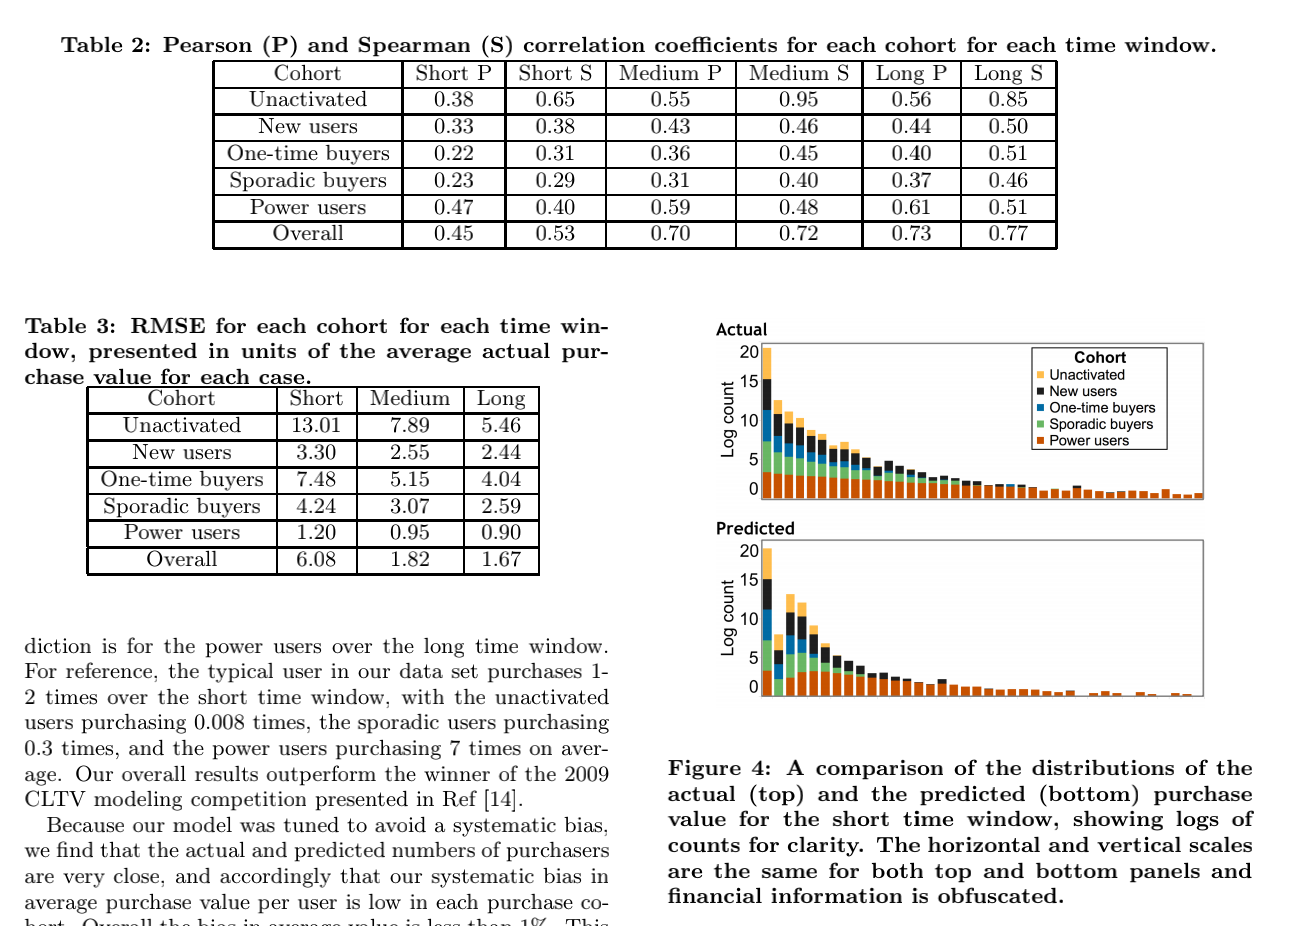 Table 2: Pearson (P) and Spearman (S) correlation coefficients for each cohort for each time window.
Cohort Short P Short S Medium P Medium S Long P Long S
Unactivated 0.38 0.65 0.55 0.95 0.56 0.85
New users 0.33 0.38 0.43 0.46 0.44 0.50
One-time buyers 0.22 0.31 0.36 0.45 0.40 0.51
Sporadic buyers 0.23 0.29 0.31 0.40 0.37 0.46
Power users 0.47 0.40 0.59 0.48 0.61 0.51
Overall 0.45 0.53 0.70 0.72 0.73 0.77
Table 3: RMSE for each cohort for each time win-
dow, presented in units of the average actual pur-
chase value for each case.
Cohort Short Medium Long
Unactivated 13.01 7.89 5.46
New users 3.30 2.55 2.44
One-time buyers 7.48 5.15 4.04
Sporadic buyers 4.24 3.07 2.59
Power users 1.20 0.95 0.90
Overall 6.08 1.82 1.67
diction is for the power users over the long time window.
For reference, the typical user in our data set purchases 1-
2 times over the short time window, with the unactivated
users purchasing 0.008 times, the sporadic users purchasing
0.3 times, and the power users purchasing 7 times on aver-
age. Our overall results outperform the winner of the 2009
CLTV modeling competition presented in Ref [14].
Because our model was tuned to avoid a systematic bias,
we find that the actual and predicted numbers of purchasers
are very close, and accordingly that our systematic bias in
average purchase value per user is low in each purchase co-
hort. Overall the bias in average value is less than 1%. This
Actual
Log count
20
15
10
5
0
Cohort
Unactivated
New users
One-time buyers
Sporadic buyers
Power users
Predicted
Log count
20
15
10
5
0
Figure 4: A comparison of the distributions of the
actual (top) and the predicted (bottom) purchase
value for the short time window, showing logs of
counts for clarity. The horizontal and vertical scales
are the same for both top and bottom panels and
financial information is obfuscated.